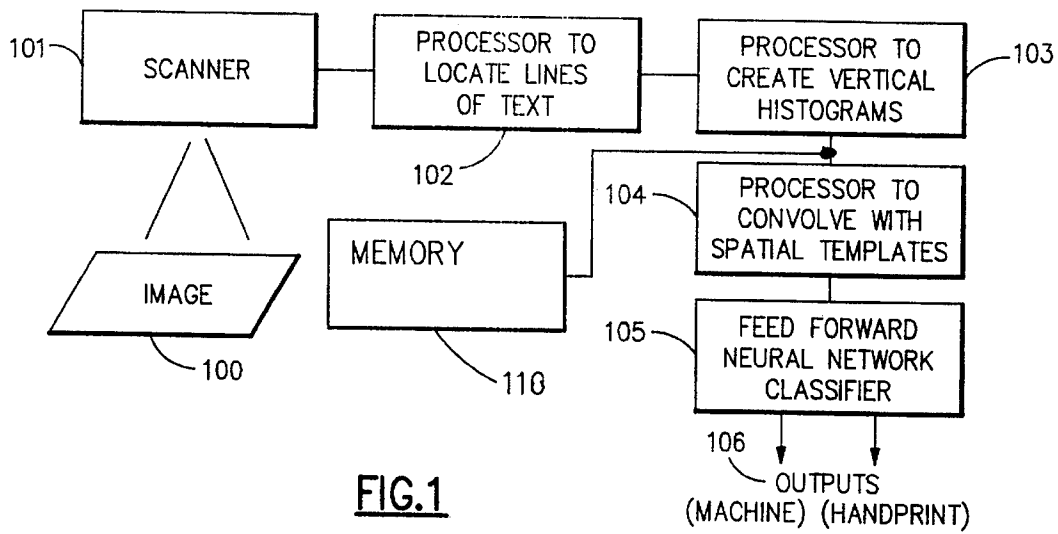 101
SCANNER
PROCESSOR TO
LOCATE LINES
OF TEXT
102
PROCESSOR TO
CREATE VERTICAL
HISTOGRAMS
103
104
PROCESSOR TO
CONVOLVE WITH
SPATIAL TEMPLATES
MEMORY
110
IMAGE
100
105
FEED FORWARD
NEURAL NETWORK
CLASSIFIER
106
OUTPUTS
(MACHINE) (HANDPRINT)
FIG.1